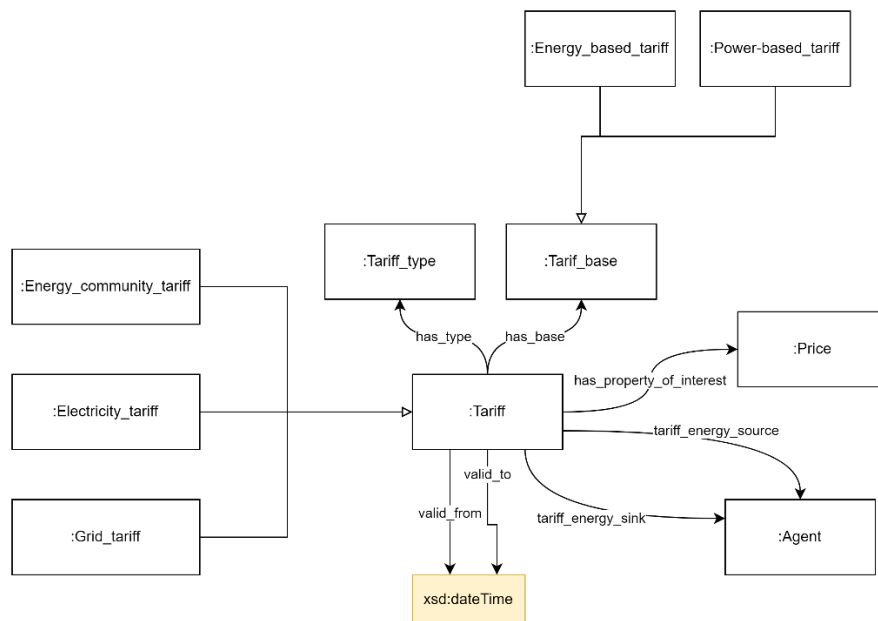 :Energy_based_tariff
:Power-based_tariff
:Tariff_type
:Tarif_base
:Energy_community_tariff
has_type
has_base
:Price
has_property_of_interest
:Electricity_tariff
:Tariff
tariff_energy_source
valid_to
valid_from
tariff_energy_sink
:Grid_tariff
:Agent
xsd:dateTime